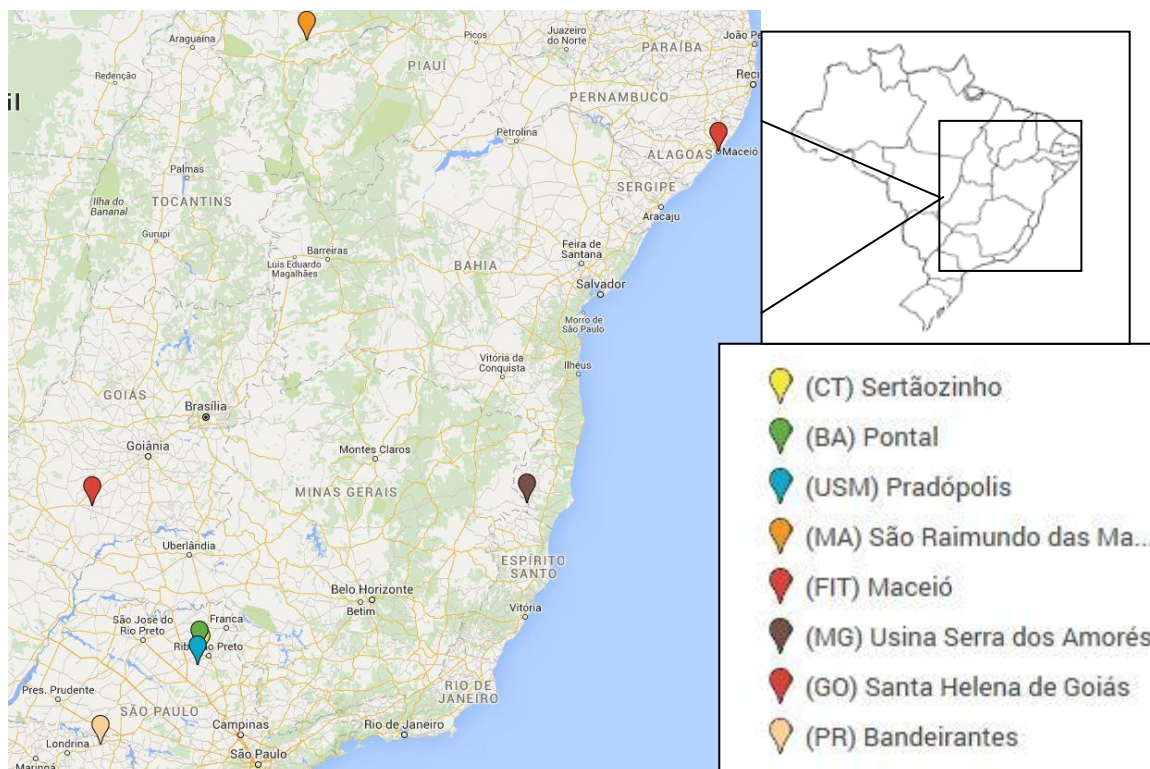 Araguaína
Picos
Juazeiro
do Norte
PARAÍBA
João Pe
Redenção
PIAUÍ
Reci
il
PERNAMBUCO
Petrolina
ALAGOAS
Maceió
Palmas
SERGIPE
Ilha do
Bananal
TOCANTINS
Aracaju
Gurupi
Barreiras
Feira de
Santana
Luis Eduardo
Magalhães
BAHIA
Salvador
Morro de
São Paulo
Vitória da
Conquista
Ilhéus
GOIÁS
Brasília
Goiânia
Montes Claros
MINAS GERAIS
Uberlândia
ESPÍRITO
SANTO
Belo Horizonte
Betim
Vitória
São José do
Rio Preto
Franca
Rib o Preto
RIO DE
JANEIRO
Pres. Prudente
SÃO PAULO
Campinas
Rio de Janeiro
Londrina
São Paulo
Maringá
(CT) Sertãozinho
(BA) Pontal
(USM) Pradópolis
(MA) São Raimundo das Ma...
(FIT) Maceió
(MG) Usina Serra dos Amorés
(GO) Santa Helena de Goiás
(PR) Bandeirantes